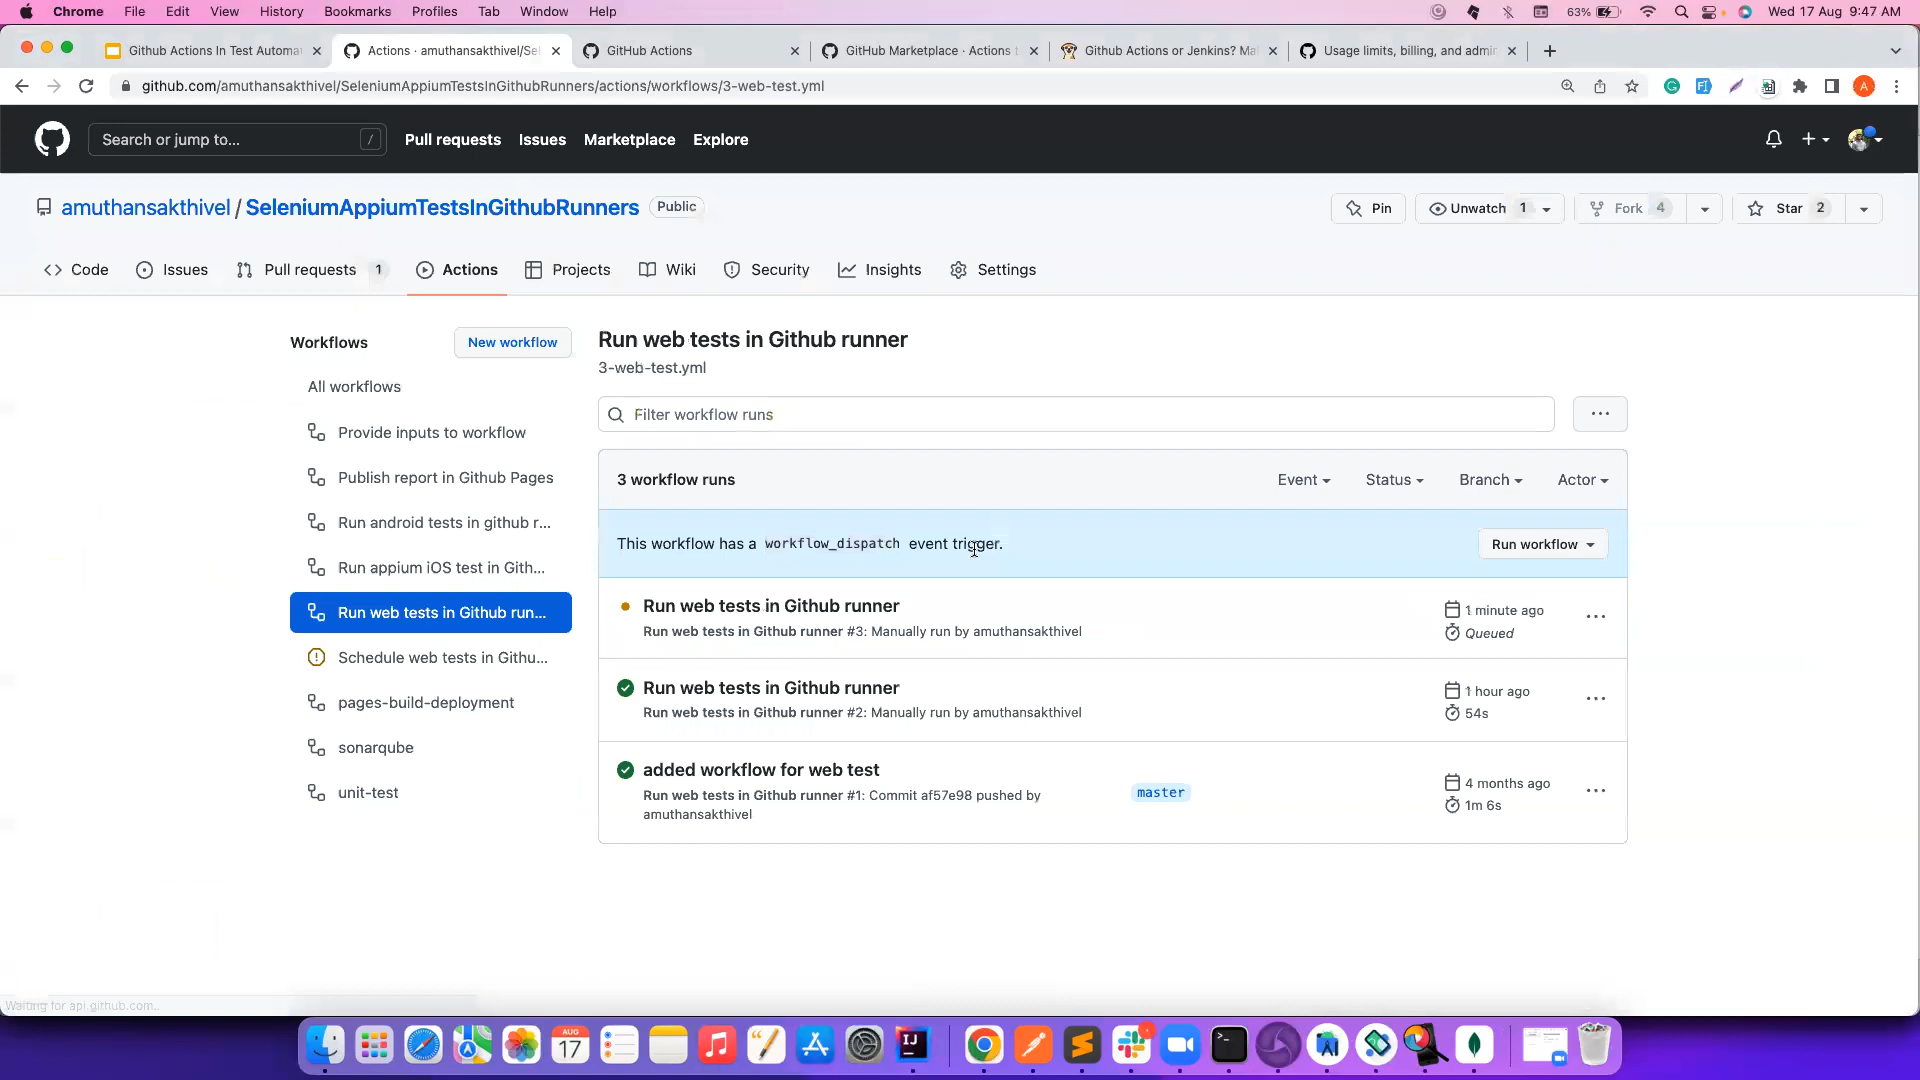 Chrome File Edit View History Bookmarks Profiles Tab Window Help 63% Wed 17 Aug 9:47 AM
Github Actions In Test Automa Actions · amuthansakthivel/Sel GitHub Actions GitHub Marketplace · Actions t Github Actions or Jenkins? Ma Usage limits, billing, and admin
github.com/amuthansakthivel/SeleniumAppiumTestsInGithubRunners/actions/workflows/3-web-test.yml
Search or jump to... / Pull requests Issues Marketplace Explore
amuthansakthivel / SeleniumAppiumTestsInGithubRunners Public Pin Unwatch 1 Fork 4 Star 2
Code Issues Pull requests 1 Actions Projects Wiki Security Insights Settings
Workflows New workflow
All workflows
Provide inputs to workflow
Publish report in Github Pages
Run android tests in github r...
Run appium iOS test in Gith...
Run web tests in Github run...
Schedule web tests in Githu...
pages-build-deployment
sonarqube
unit-test
Run web tests in Github runner
3-web-test.yml
Filter workflow runs
3 workflow runs Event Status Branch Actor
This workflow has a workflow_dispatch event trigger. Run workflow
Run web tests in Github runner 1 minute ago
Run web tests in Github runner #3: Manually run by amuthansakthivel Queued
Run web tests in Github runner 1 hour ago
Run web tests in Github runner #2: Manually run by amuthansakthivel 54s
added workflow for web test master 4 months ago
Run web tests in Github runner #1: Commit af57e98 pushed by 1m 6s
amuthansakthivel
Waiting for api.github.com...
AUG
17
IJ